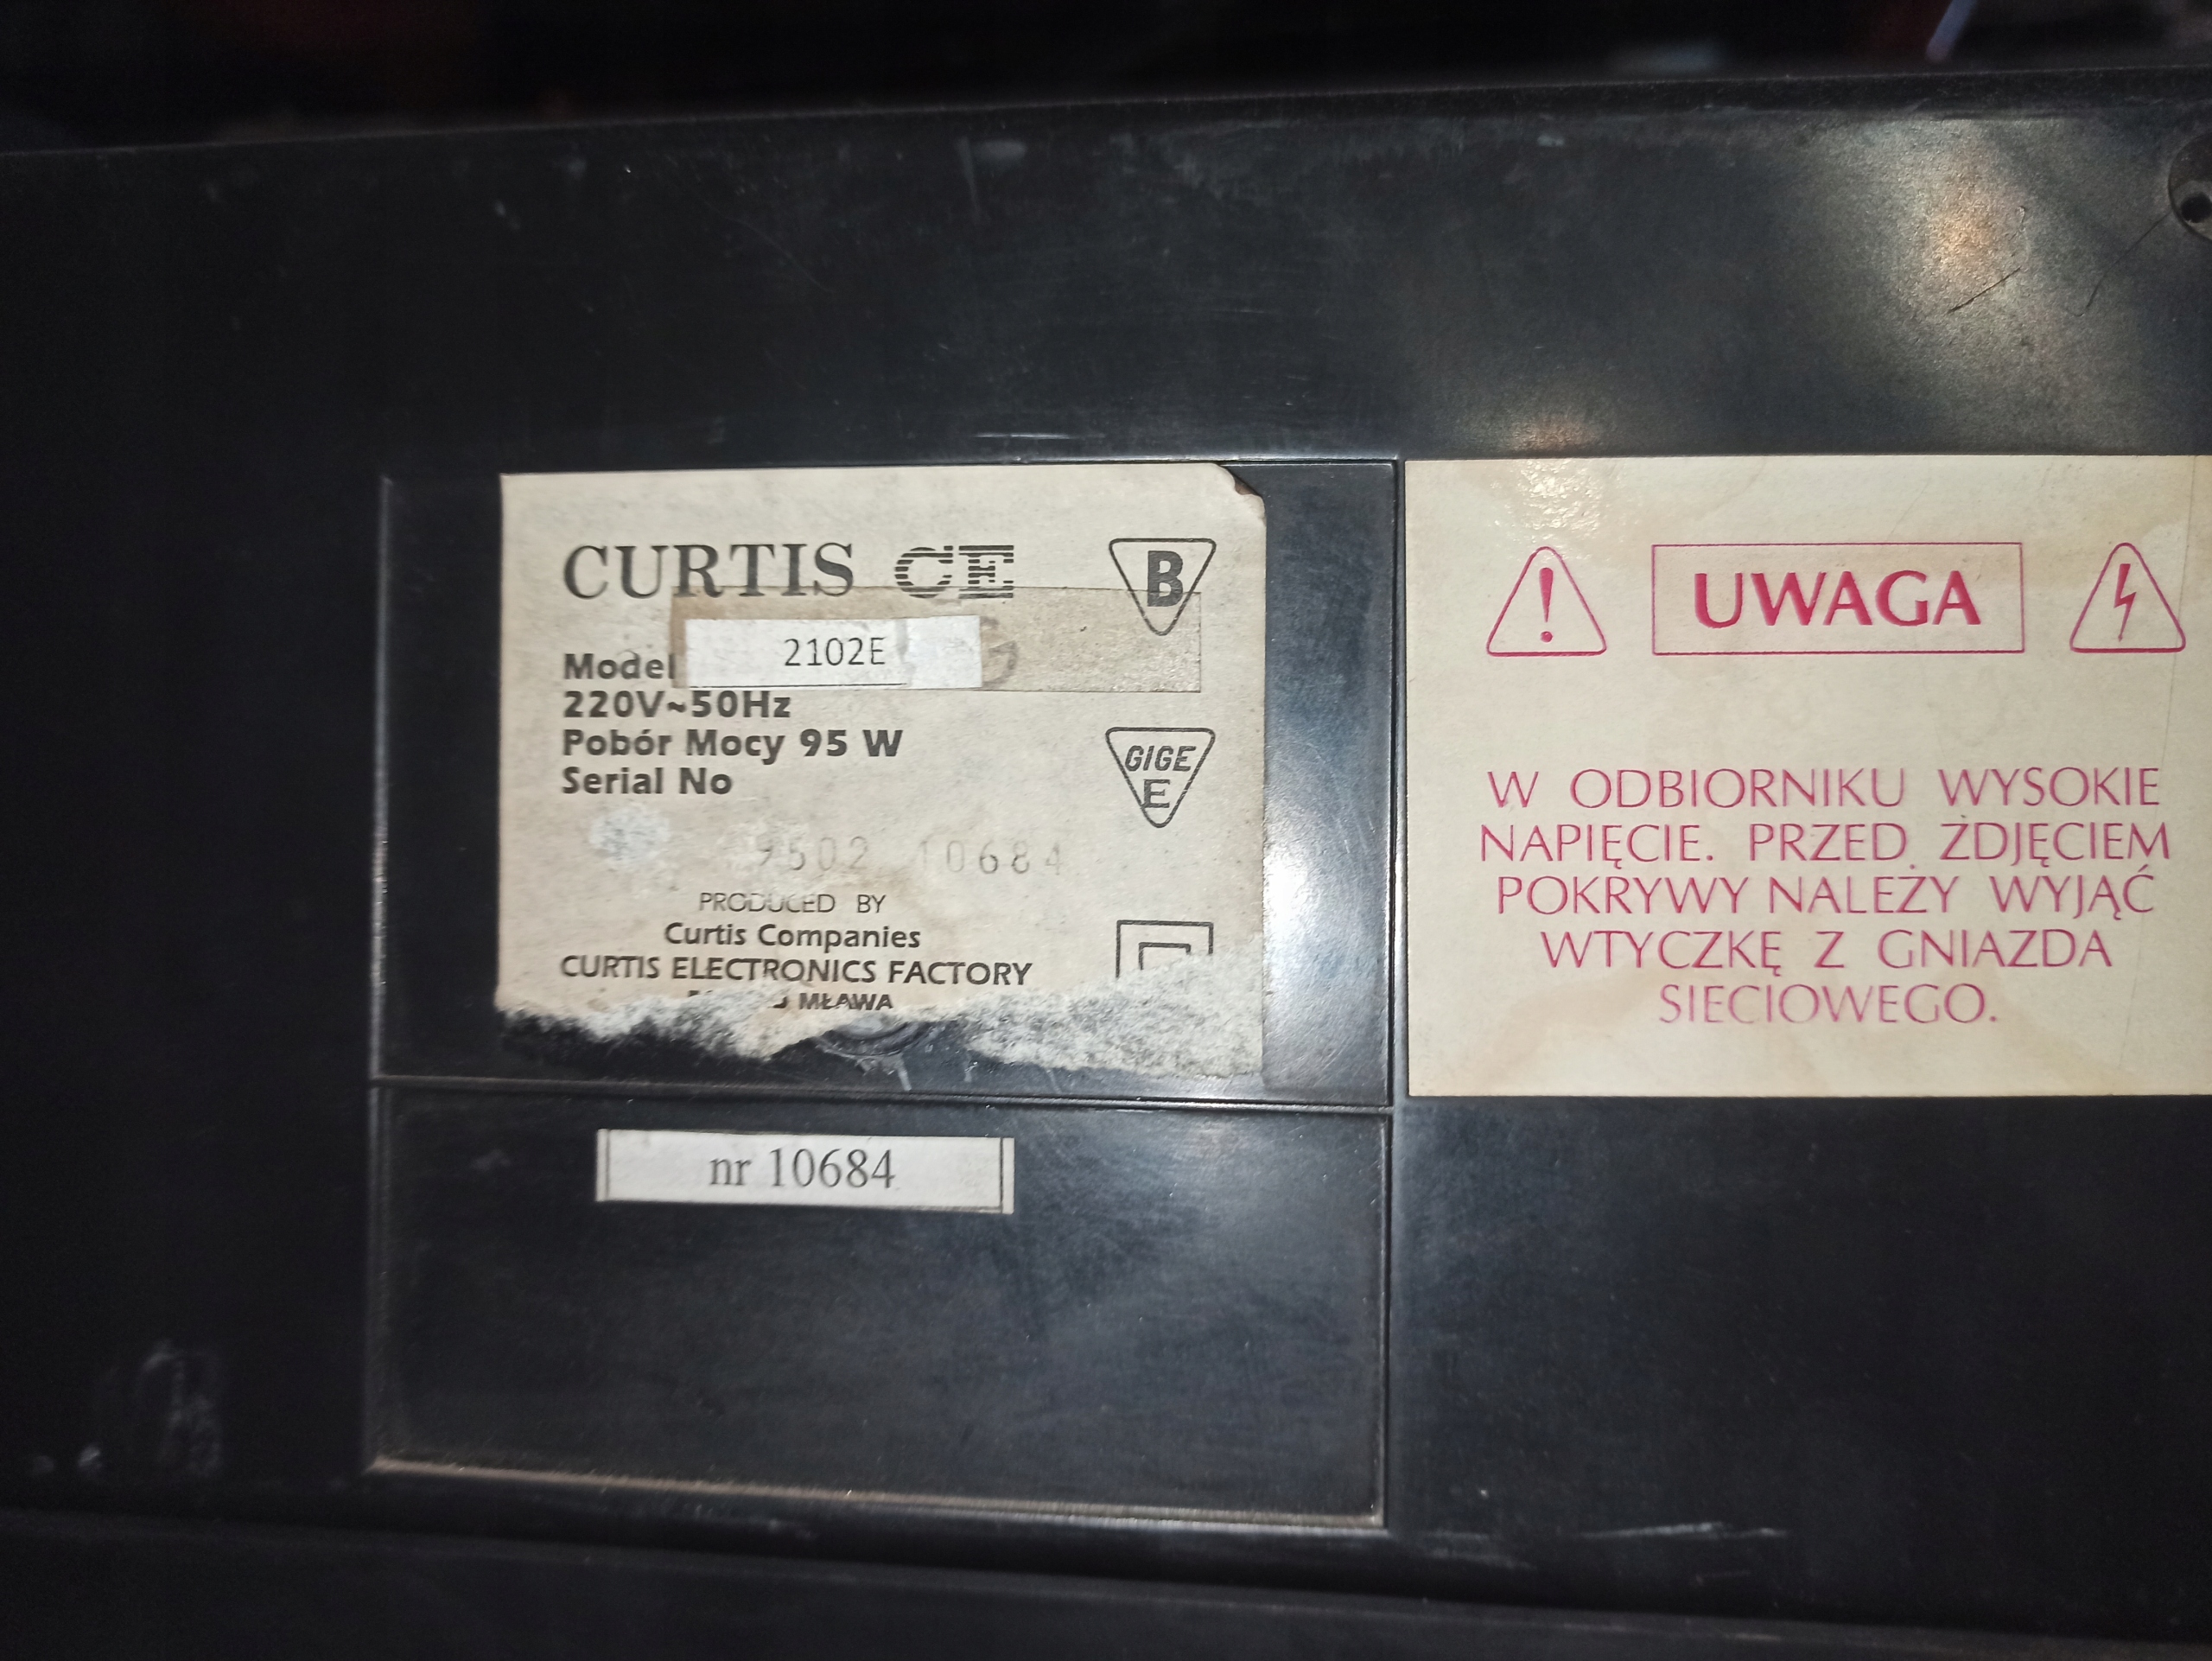 CURTIS CE
B
Model 2102E
220V~50Hz
Pobór Mocy 95 W
Serial No
GIGE
E
9502 10684
PRODUCED BY
Curtis Companies
CURTIS ELECTRONICS FACTORY
MŁAWA
nr 10684
UWAGA
W ODBIORNIKU WYSOKIE
NAPIĘCIE. PRZED ZDJĘCIEM
POKRYWY NALEŻY WYJĄĆ
WTYCZKĘ Z GNIAZDA
SIECIOWEGO.